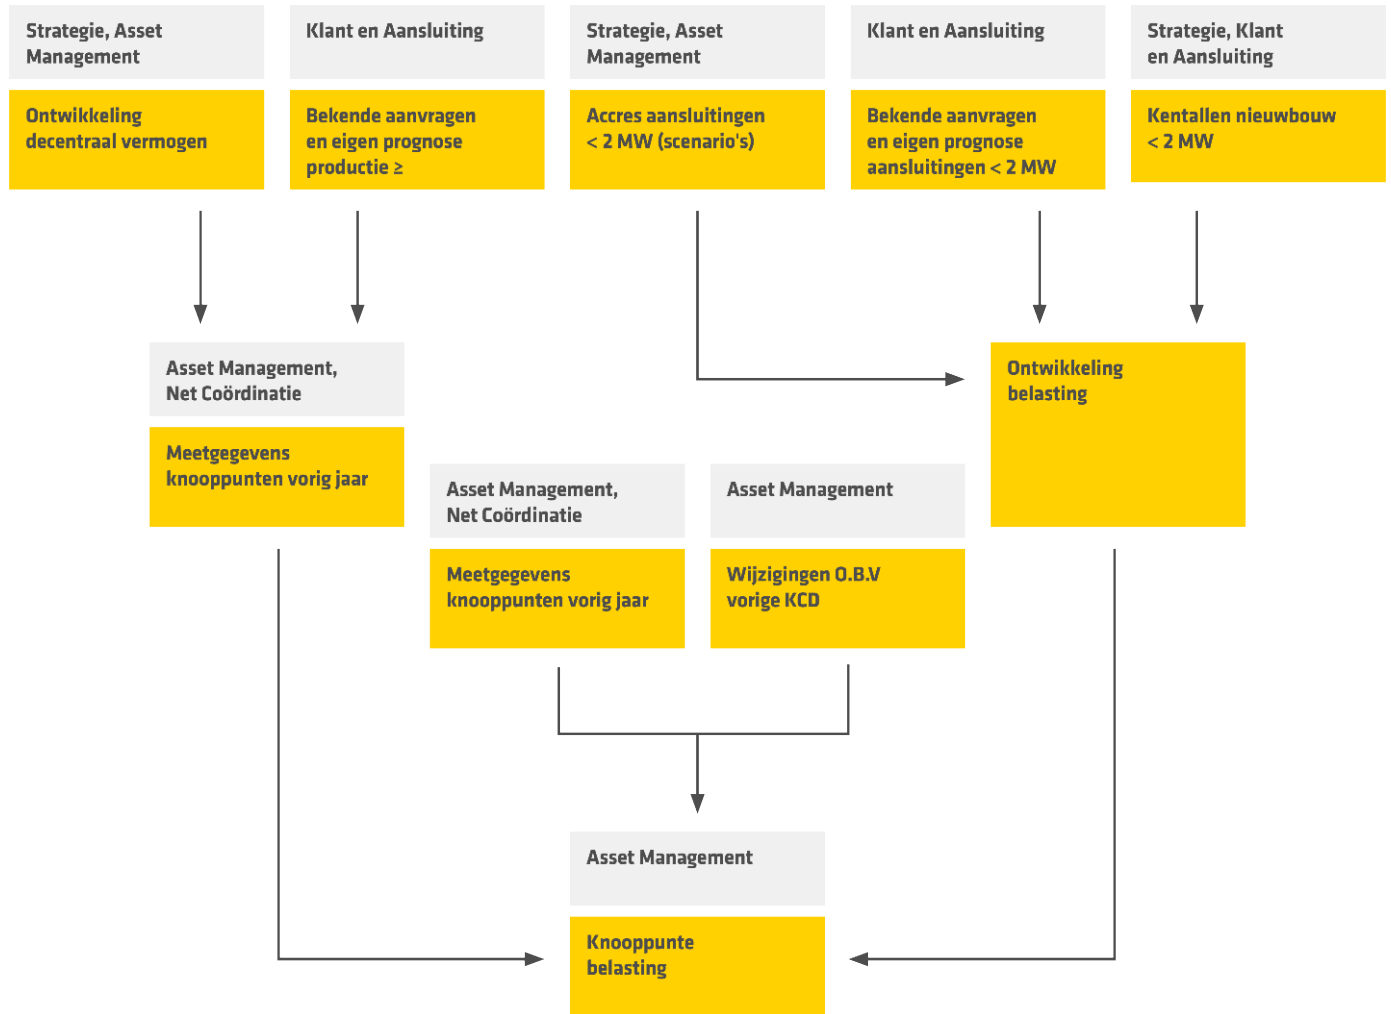 Strategie, Asset
Management
Klant en Aansluiting
Strategie, Asset
Management
Klant en Aansluiting
Strategie, Klant
en Aansluiting
Ontwikkeling
decentraal vermogen
Bekende aanvragen
en eigen prognose
productie ≥
Accres aansluitingen
< 2 MW (scenario's)
Bekende aanvragen
en eigen prognose
aansluitingen < 2 MW
Kentallen nieuwbouw
< 2 MW
Asset Management,
Net Coördinatie
Meetgegevens
knooppunten vorig jaar
Ontwikkeling
belasting
Asset Management,
Net Coördinatie
Meetgegevens
knooppunten vorig jaar
Asset Management
Wijzigingen O.B.V
vorige KCD
Asset Management
Knooppunte
belasting